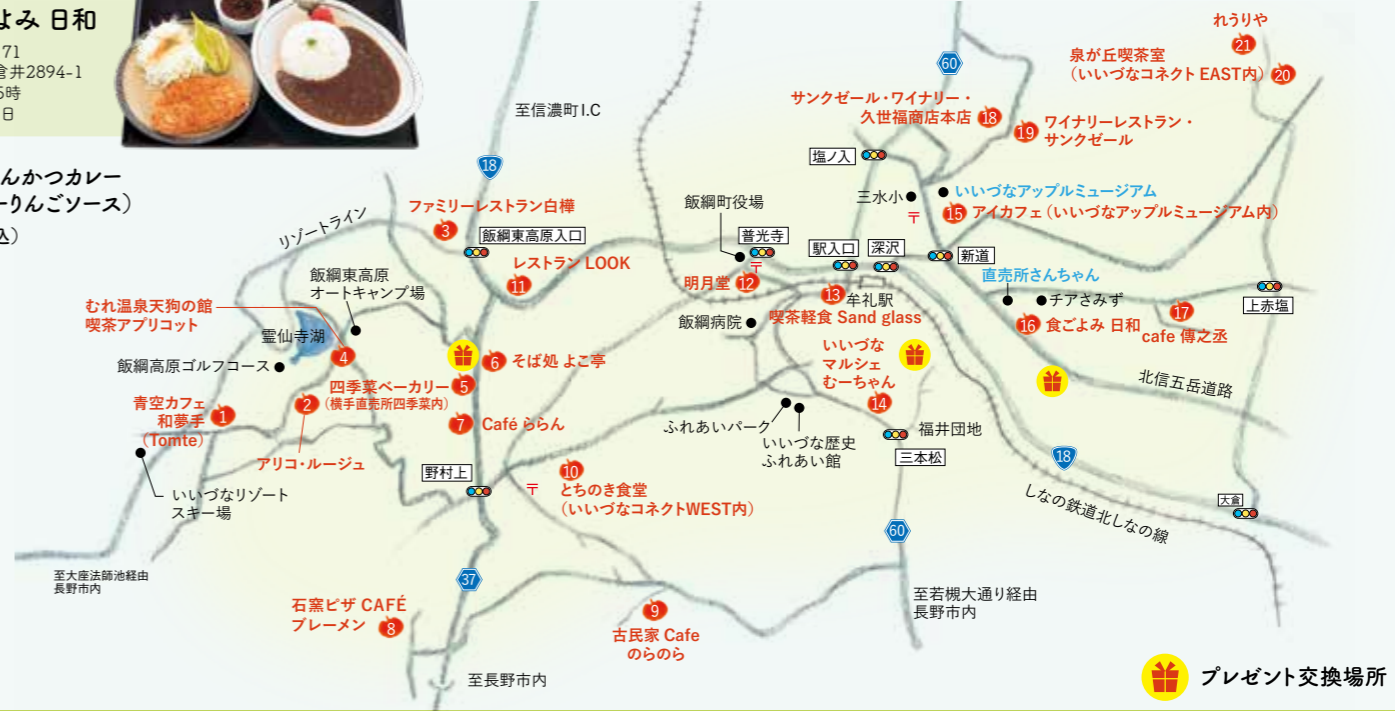 よみ 日和
71
倉井2894-1
6時
日
んかつカレー
ーりんごソース）
込）
至信濃町I.C
18
60
れうりや
21
泉が丘喫茶室
（いいづなコネクト EAST内）
20
サンクゼール・ワイナリー・
久世福商店本店
18
19
ワイナリーレストラン・
サンクゼール
塩ノ入
三水小
〒
いいづなアップルミュージアム
15
アイカフェ（いいづなアップルミュージアム内）
リゾートライン
ファミリーレストラン白樺
3
飯綱東高原入口
レストラン LOOK
11
飯綱町役場
普光寺
〒
明月堂
12
駅入口
深沢
新道
13
牟礼駅
喫茶軽食 Sand glass
直売所さんちゃん
チアさみず
16
食ごよみ 日和
17
cafe 傳之丞
上赤塩
飯綱東高原
オートキャンプ場
むれ温泉天狗の館
喫茶アプリコット
霊仙寺湖
4
飯綱高原ゴルフコース
6
そば処 よこ亭
四季菜ベーカリー
（横手直売所四季菜内）
5
青空カフェ
和夢手
（Tomte）
1
2
アリコ・ルージュ
7
Café ららん
飯綱病院
いいづな
マルシェ
むーちゃん
14
北信五岳道路
ふれあいパーク
いいづな歴史
ふれあい館
福井団地
三本松
野村上
10
〒
とちのき食堂
（いいづなコネクトWEST内）
いいづなリゾート
スキー場
18
しなの鉄道北しなの線
大倉
60
至大座法師池経由
長野市内
37
石窯ピザ CAFÉ
ブレーメン
8
9
古民家 Cafe
のらのら
至若槻大通り経由
長野市内
至長野市内
プレゼント交換場所